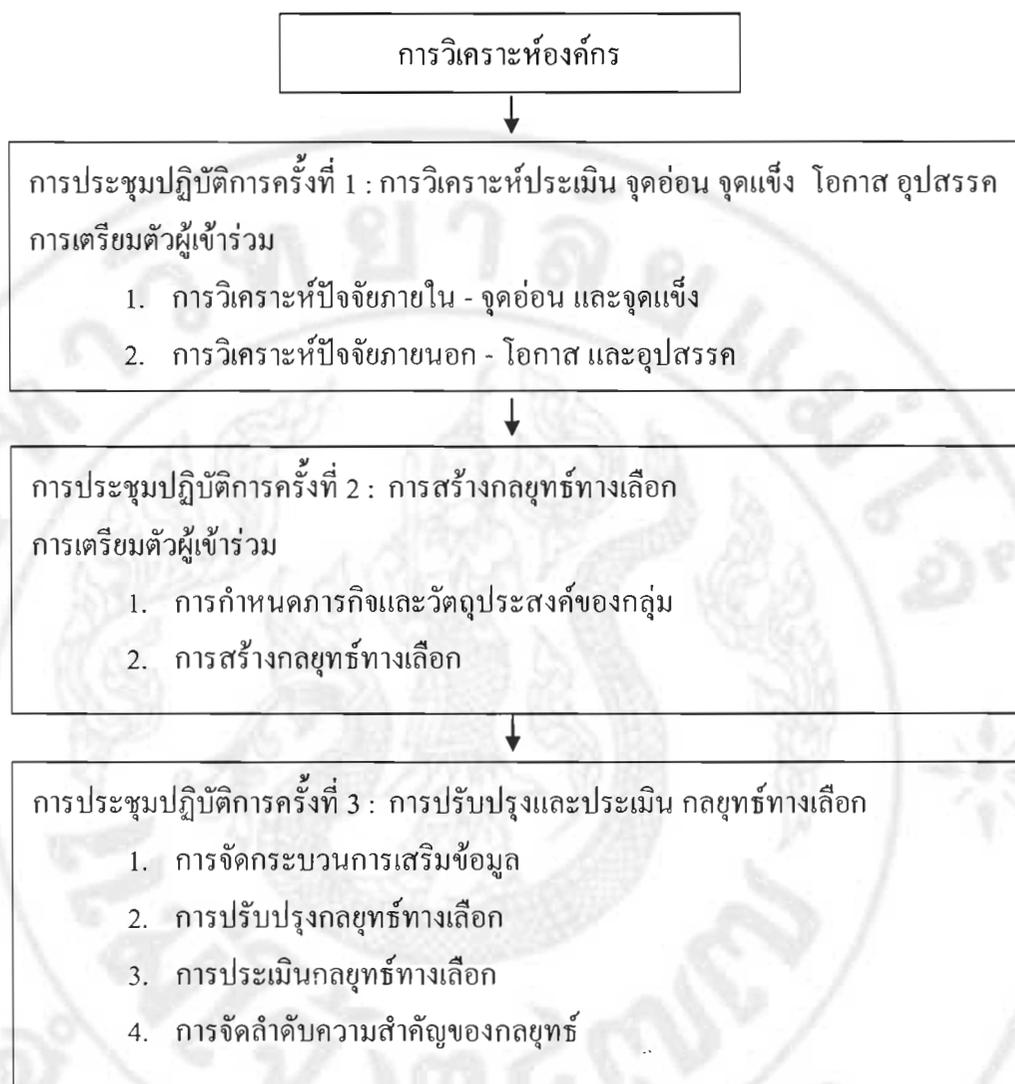 การวิเคราะห์องค์กร
การประชุมปฏิบัติการครั้งที่ 1 : การวิเคราะห์ประเมิน จุดอ่อน จุดแข็ง โอกาส อุปสรรค
การเตรียมตัวผู้เข้าร่วม
1. การวิเคราะห์ปัจจัยภายใน - จุดอ่อน และจุดแข็ง
2. การวิเคราะห์ปัจจัยภายนอก - โอกาส และอุปสรรค
การประชุมปฏิบัติการครั้งที่ 2 : การสร้างกลยุทธ์ทางเลือก
การเตรียมตัวผู้เข้าร่วม
1. การกำหนดภารกิจและวัตถุประสงค์ของกลุ่ม
2. การสร้างกลยุทธ์ทางเลือก
การประชุมปฏิบัติการครั้งที่ 3 : การปรับปรุงและประเมิน กลยุทธ์ทางเลือก
1. การจัดกระบวนการเสริมข้อมูล
2. การปรับปรุงกลยุทธ์ทางเลือก
3. การประเมินกลยุทธ์ทางเลือก
4. การจัดลำดับความสำคัญของกลยุทธ์